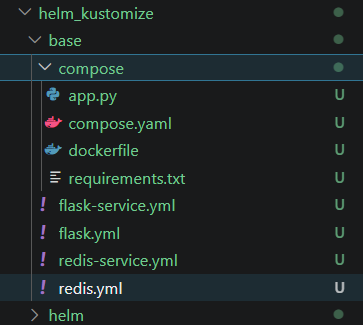 helm_kustomize
base
compose
app.py U
compose.yaml U
dockerfile U
requirements.txt U
! flask-service.yml U
! flask.yml U
! redis-service.yml U
! redis.yml U
helm